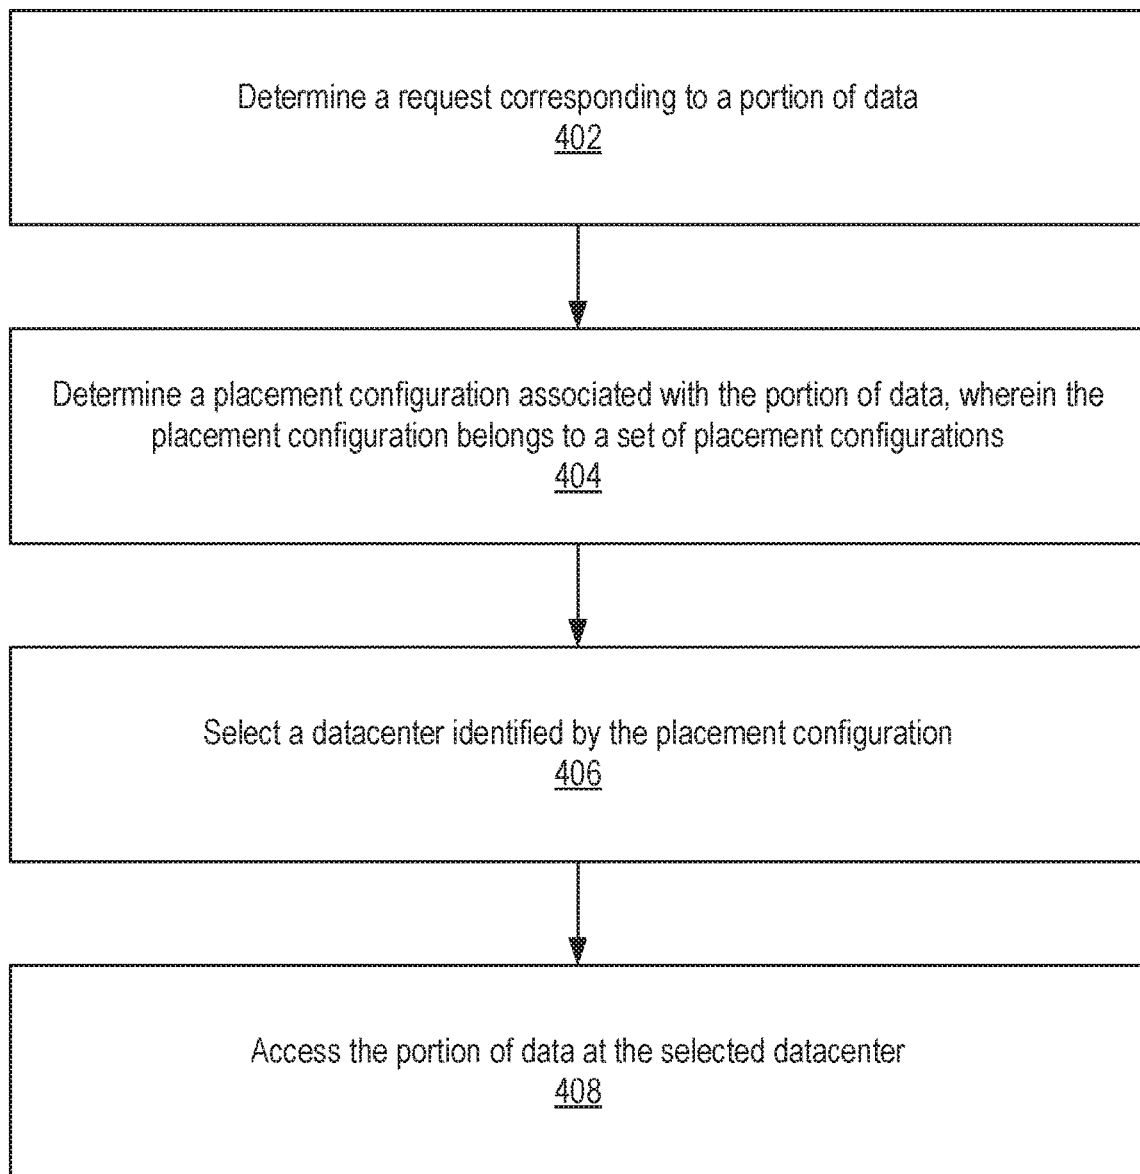 Determine a request corresponding to a portion of data
402
Determine a placement configuration associated with the portion of data, wherein the
placement configuration belongs to a set of placement configurations
404
Select a datacenter identified by the placement configuration
406
Access the portion of data at the selected datacenter
408